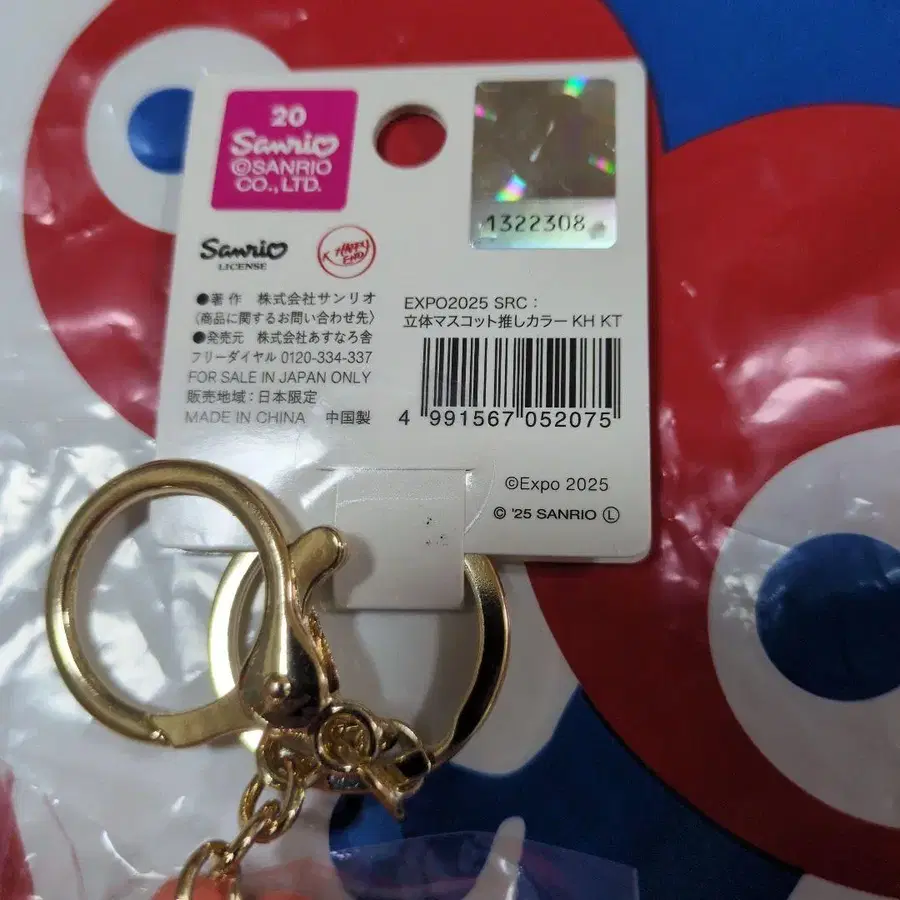 20
Sanrio
©SANRIO
CO., LTD.
1322308
Sanrio
LICENSE
K HAPPY
END
●著作 株式会社サンリオ
〈商品に関するお問い合わせ先〉
●発売元 株式会社あすなろ舎
フリーダイヤル 0120-334-337
FOR SALE IN JAPAN ONLY
販売地域：日本限定
MADE IN CHINA 中国製
EXPO2025 SRC：
立体マスコット推しカラー KH KT
4 991567 052075
©Expo 2025
© '25 SANRIO Ⓛ